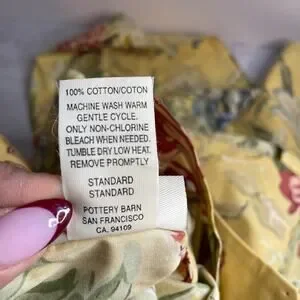 100% COTTON/COTON
MACHINE WASH WARM
GENTLE CYCLE.
ONLY NON-CHLORINE
BLEACH WHEN NEEDED.
TUMBLE DRY LOW HEAT.
REMOVE PROMPTLY
STANDARD
STANDARD
POTTERY BARN
SAN FRANCISCO
CA. 94109